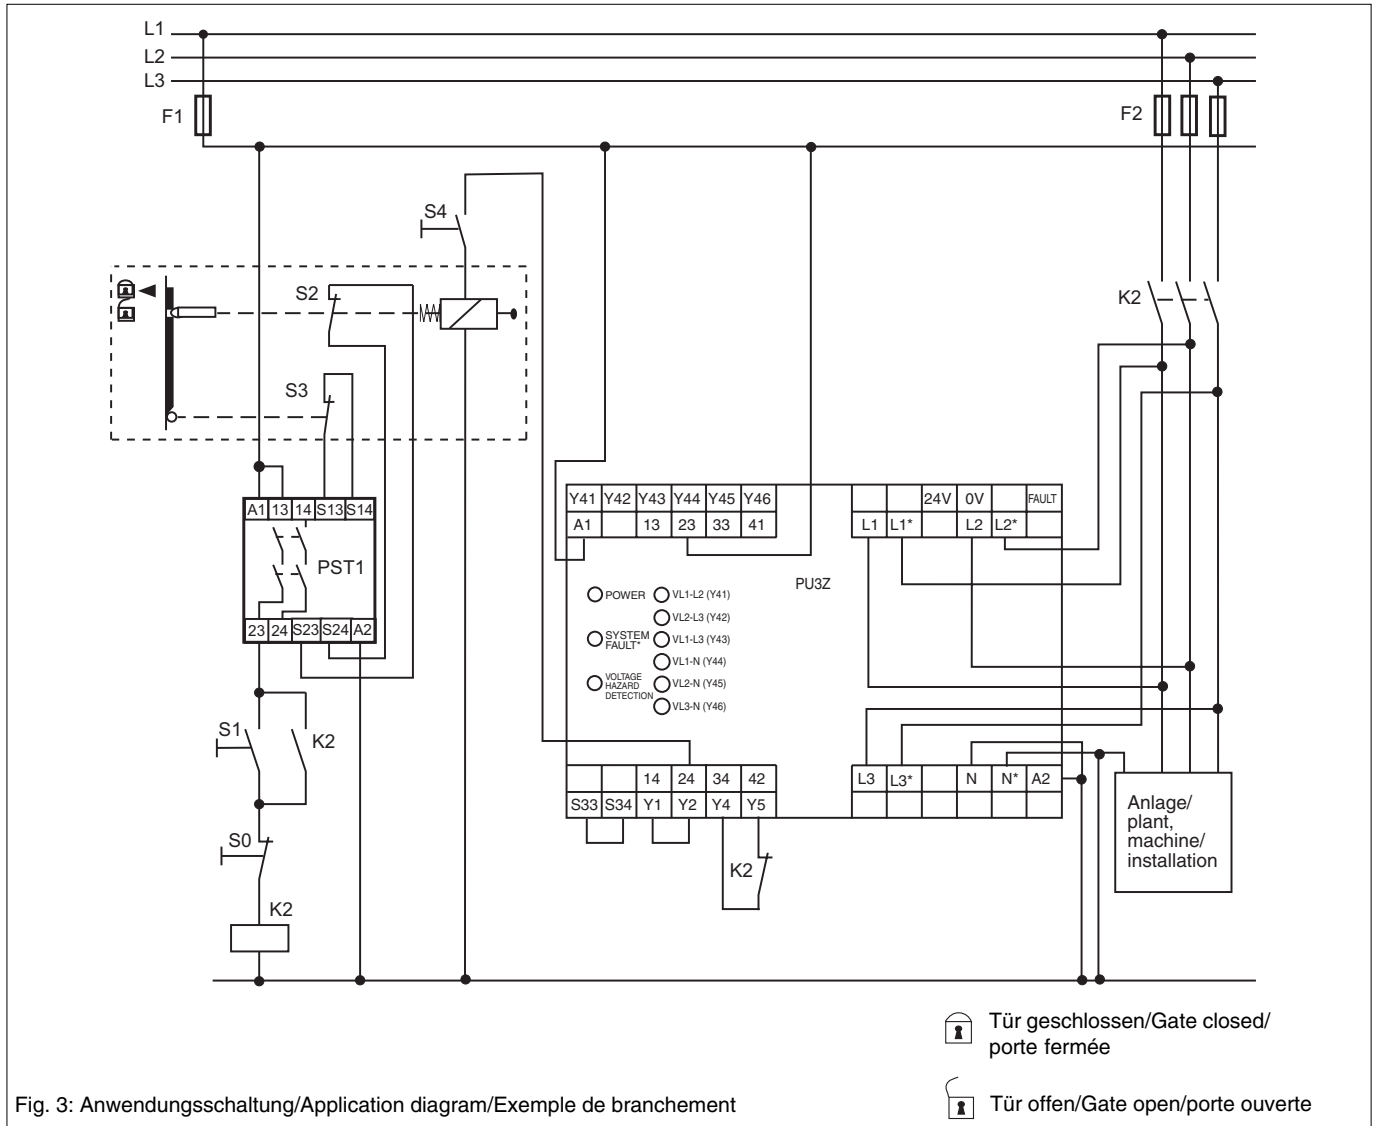 L1
L2
L3
F1
F2
S4
S2
S3
K2
A1 13 14 S13 S14
PST1
23 24 S23 S24 A2
S1
K2
S0
K2
Y41 Y42 Y43 Y44 Y45 Y46
A1 13 23 33 41
24V 0V FAULT
L1 L1* L2 L2*
PU3Z
POWER
SYSTEM
FAULT*
VOLTAGE
HAZARD
DETECTION
VL1-L2 (Y41)
VL2-L3 (Y42)
VL1-L3 (Y43)
VL1-N (Y44)
VL2-N (Y45)
VL3-N (Y46)
14 24 34 42
S33 S34 Y1 Y2 Y4 Y5
L3 L3* N N* A2
K2
Anlage/
plant,
machine/
installation
Tür geschlossen/Gate closed/
porte fermée
Tür offen/Gate open/porte ouverte
Fig. 3: Anwendungsschaltung/Application diagram/Exemple de branchement